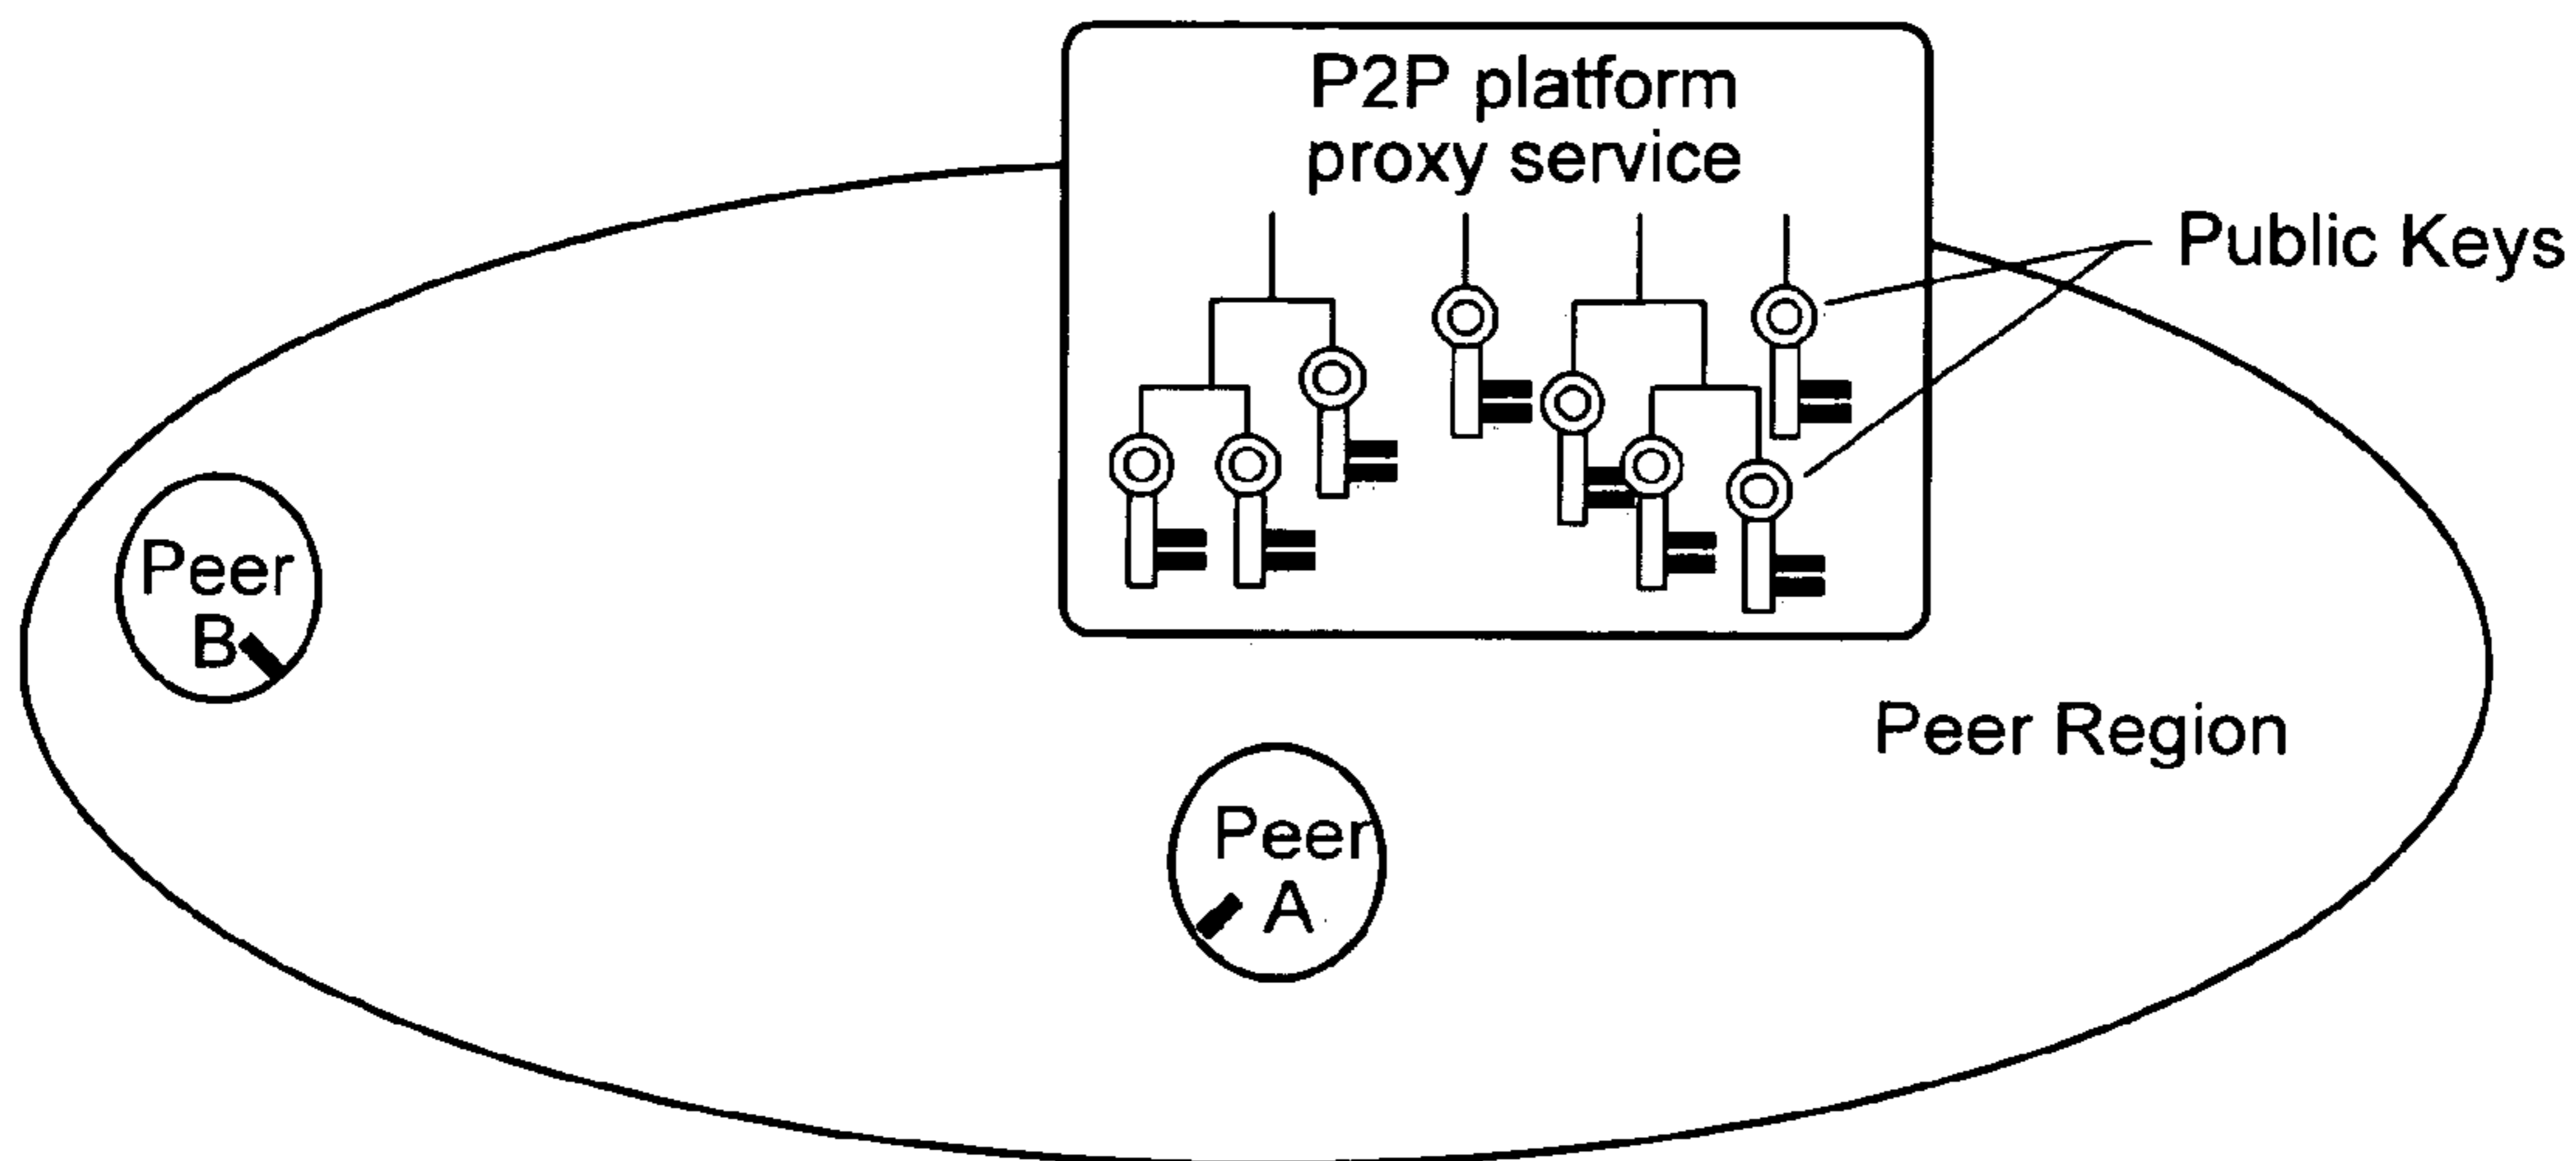 P2P platform
proxy service
Public Keys
Peer
B
Peer Region
Peer
A